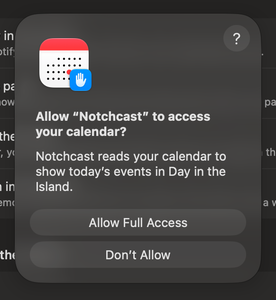 ?
Allow “Notchcast” to access
your calendar?
Notchcast reads your calendar to
show today’s events in Day in the
Island.
Allow Full Access
Don’t Allow